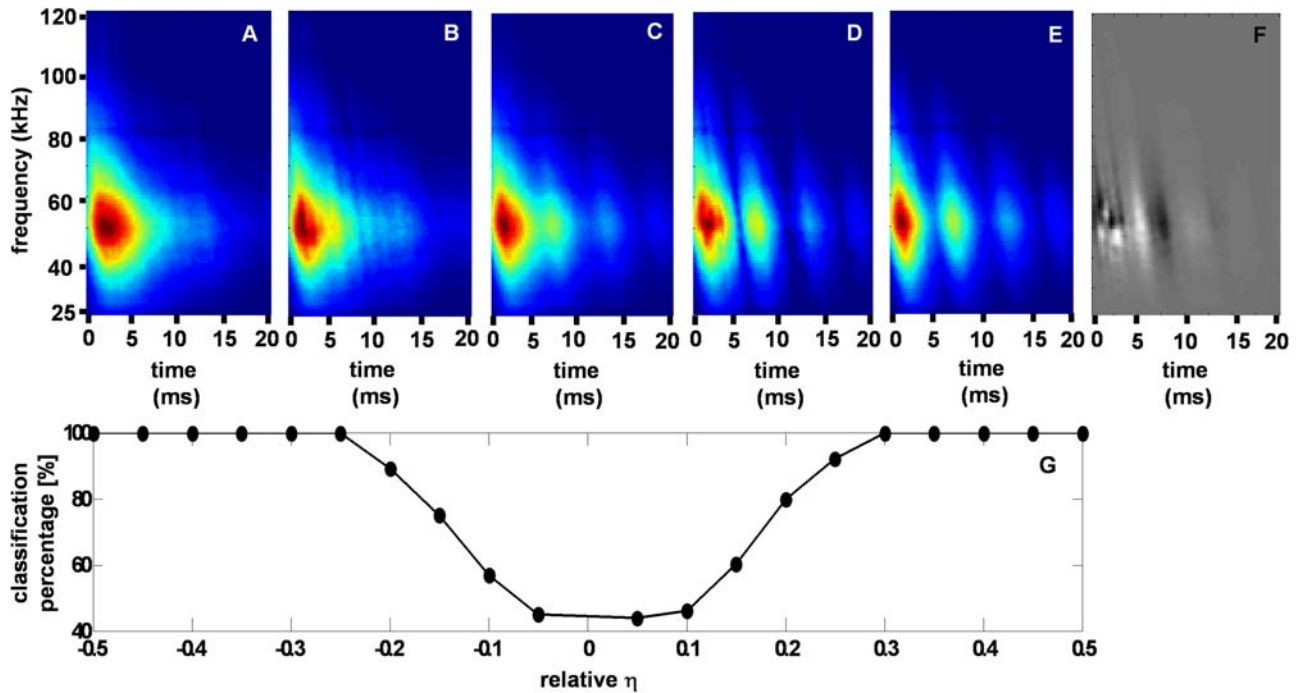 120
100
80
60
40
25
frequency (kHz)
A
B
C
D
E
F
0 5 10 15 20
0 5 10 15 20
0 5 10 15 20
0 5 10 15 20
0 5 10 15 20
5 10 15 20
time
(ms)
time
(ms)
time
(ms)
time
(ms)
time
(ms)
time
(ms)
100
80
60
40
classification
percentage [%]
G
-0.5 -0.4 -0.3 -0.2 -0.1 0 0.1 0.2 0.3 0.4 0.5
relative η